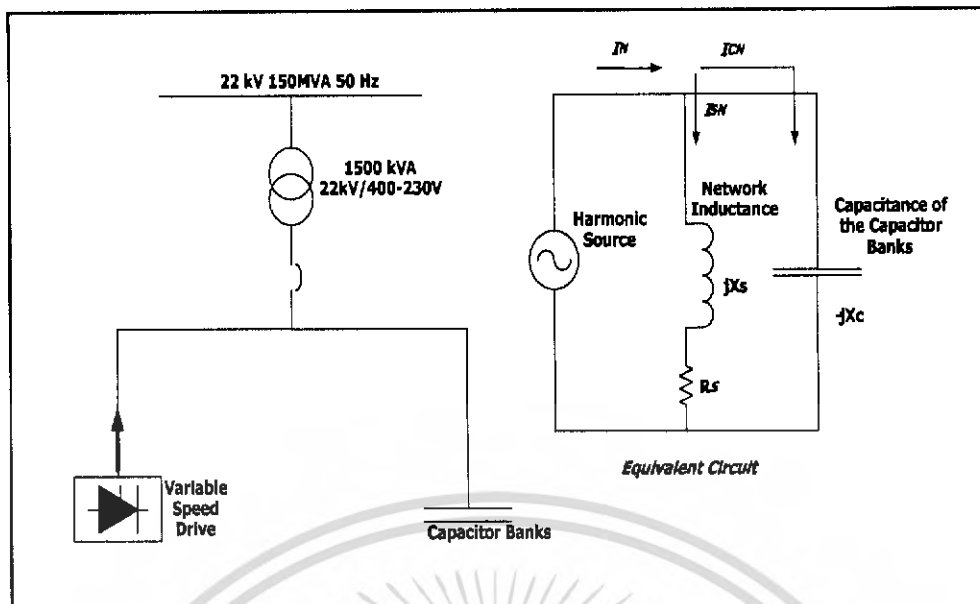 22 kV 150MVA 50 Hz
1500 kVA
22kV/400-230V
Variable
Speed
Drive
Capacitor Banks
IN
ICN
ISN
Harmonic
Source
Network
Inductance
jXs
Rs
Capacitance of
the Capacitor
Banks
-jXc
Equivalent Circuit